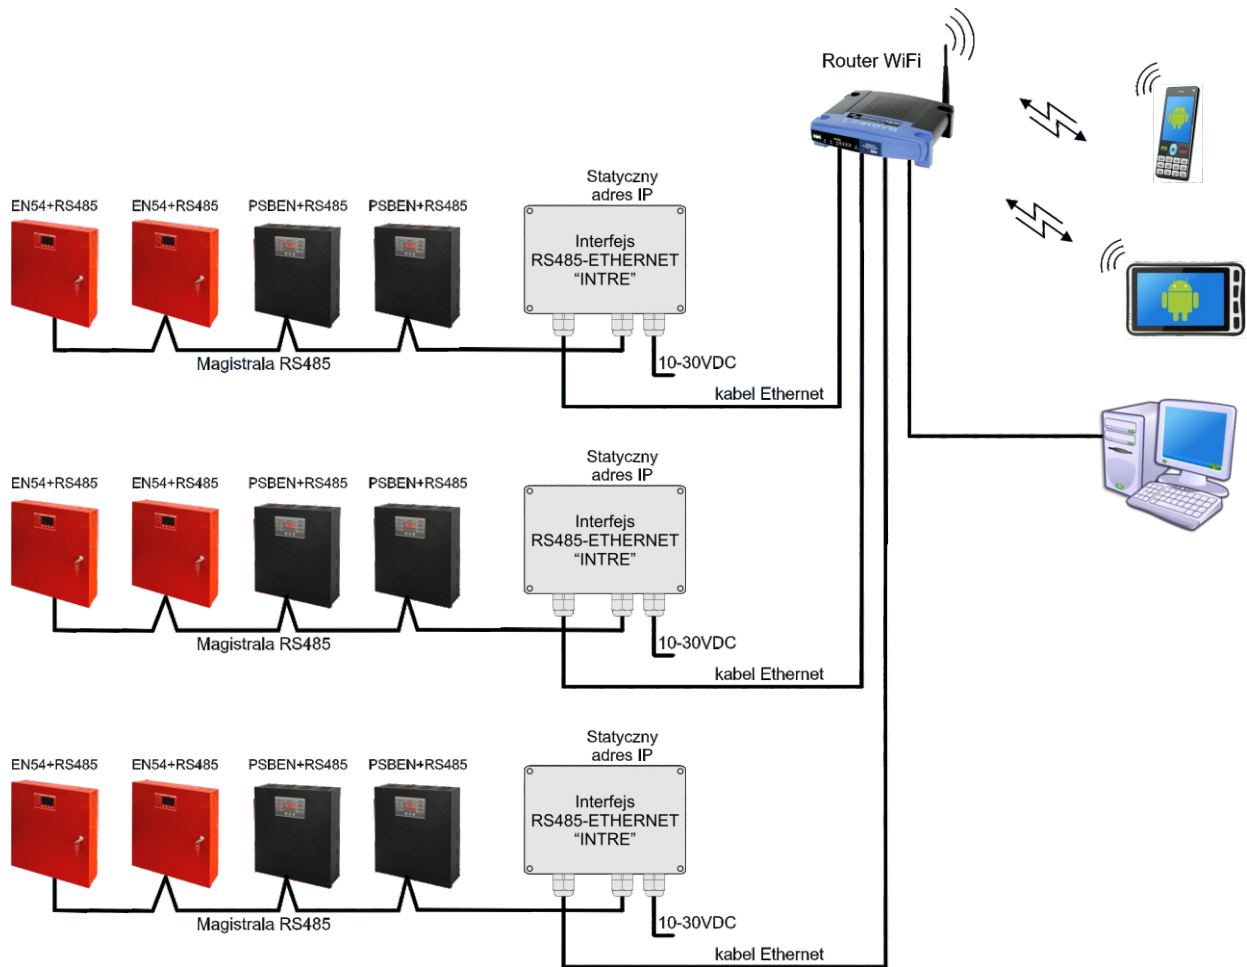 Router WiFi
Statyczny
adres IP
EN54+RS485 EN54+RS485 PSBEN+RS485 PSBEN+RS485
Interfejs
RS485-ETHERNET
“INTRE”
Magistrala RS485
10-30VDC
kabel Ethernet
Statyczny
adres IP
EN54+RS485 EN54+RS485 PSBEN+RS485 PSBEN+RS485
Interfejs
RS485-ETHERNET
“INTRE”
Magistrala RS485
10-30VDC
kabel Ethernet
Statyczny
adres IP
EN54+RS485 EN54+RS485 PSBEN+RS485 PSBEN+RS485
Interfejs
RS485-ETHERNET
“INTRE”
Magistrala RS485
10-30VDC
kabel Ethernet